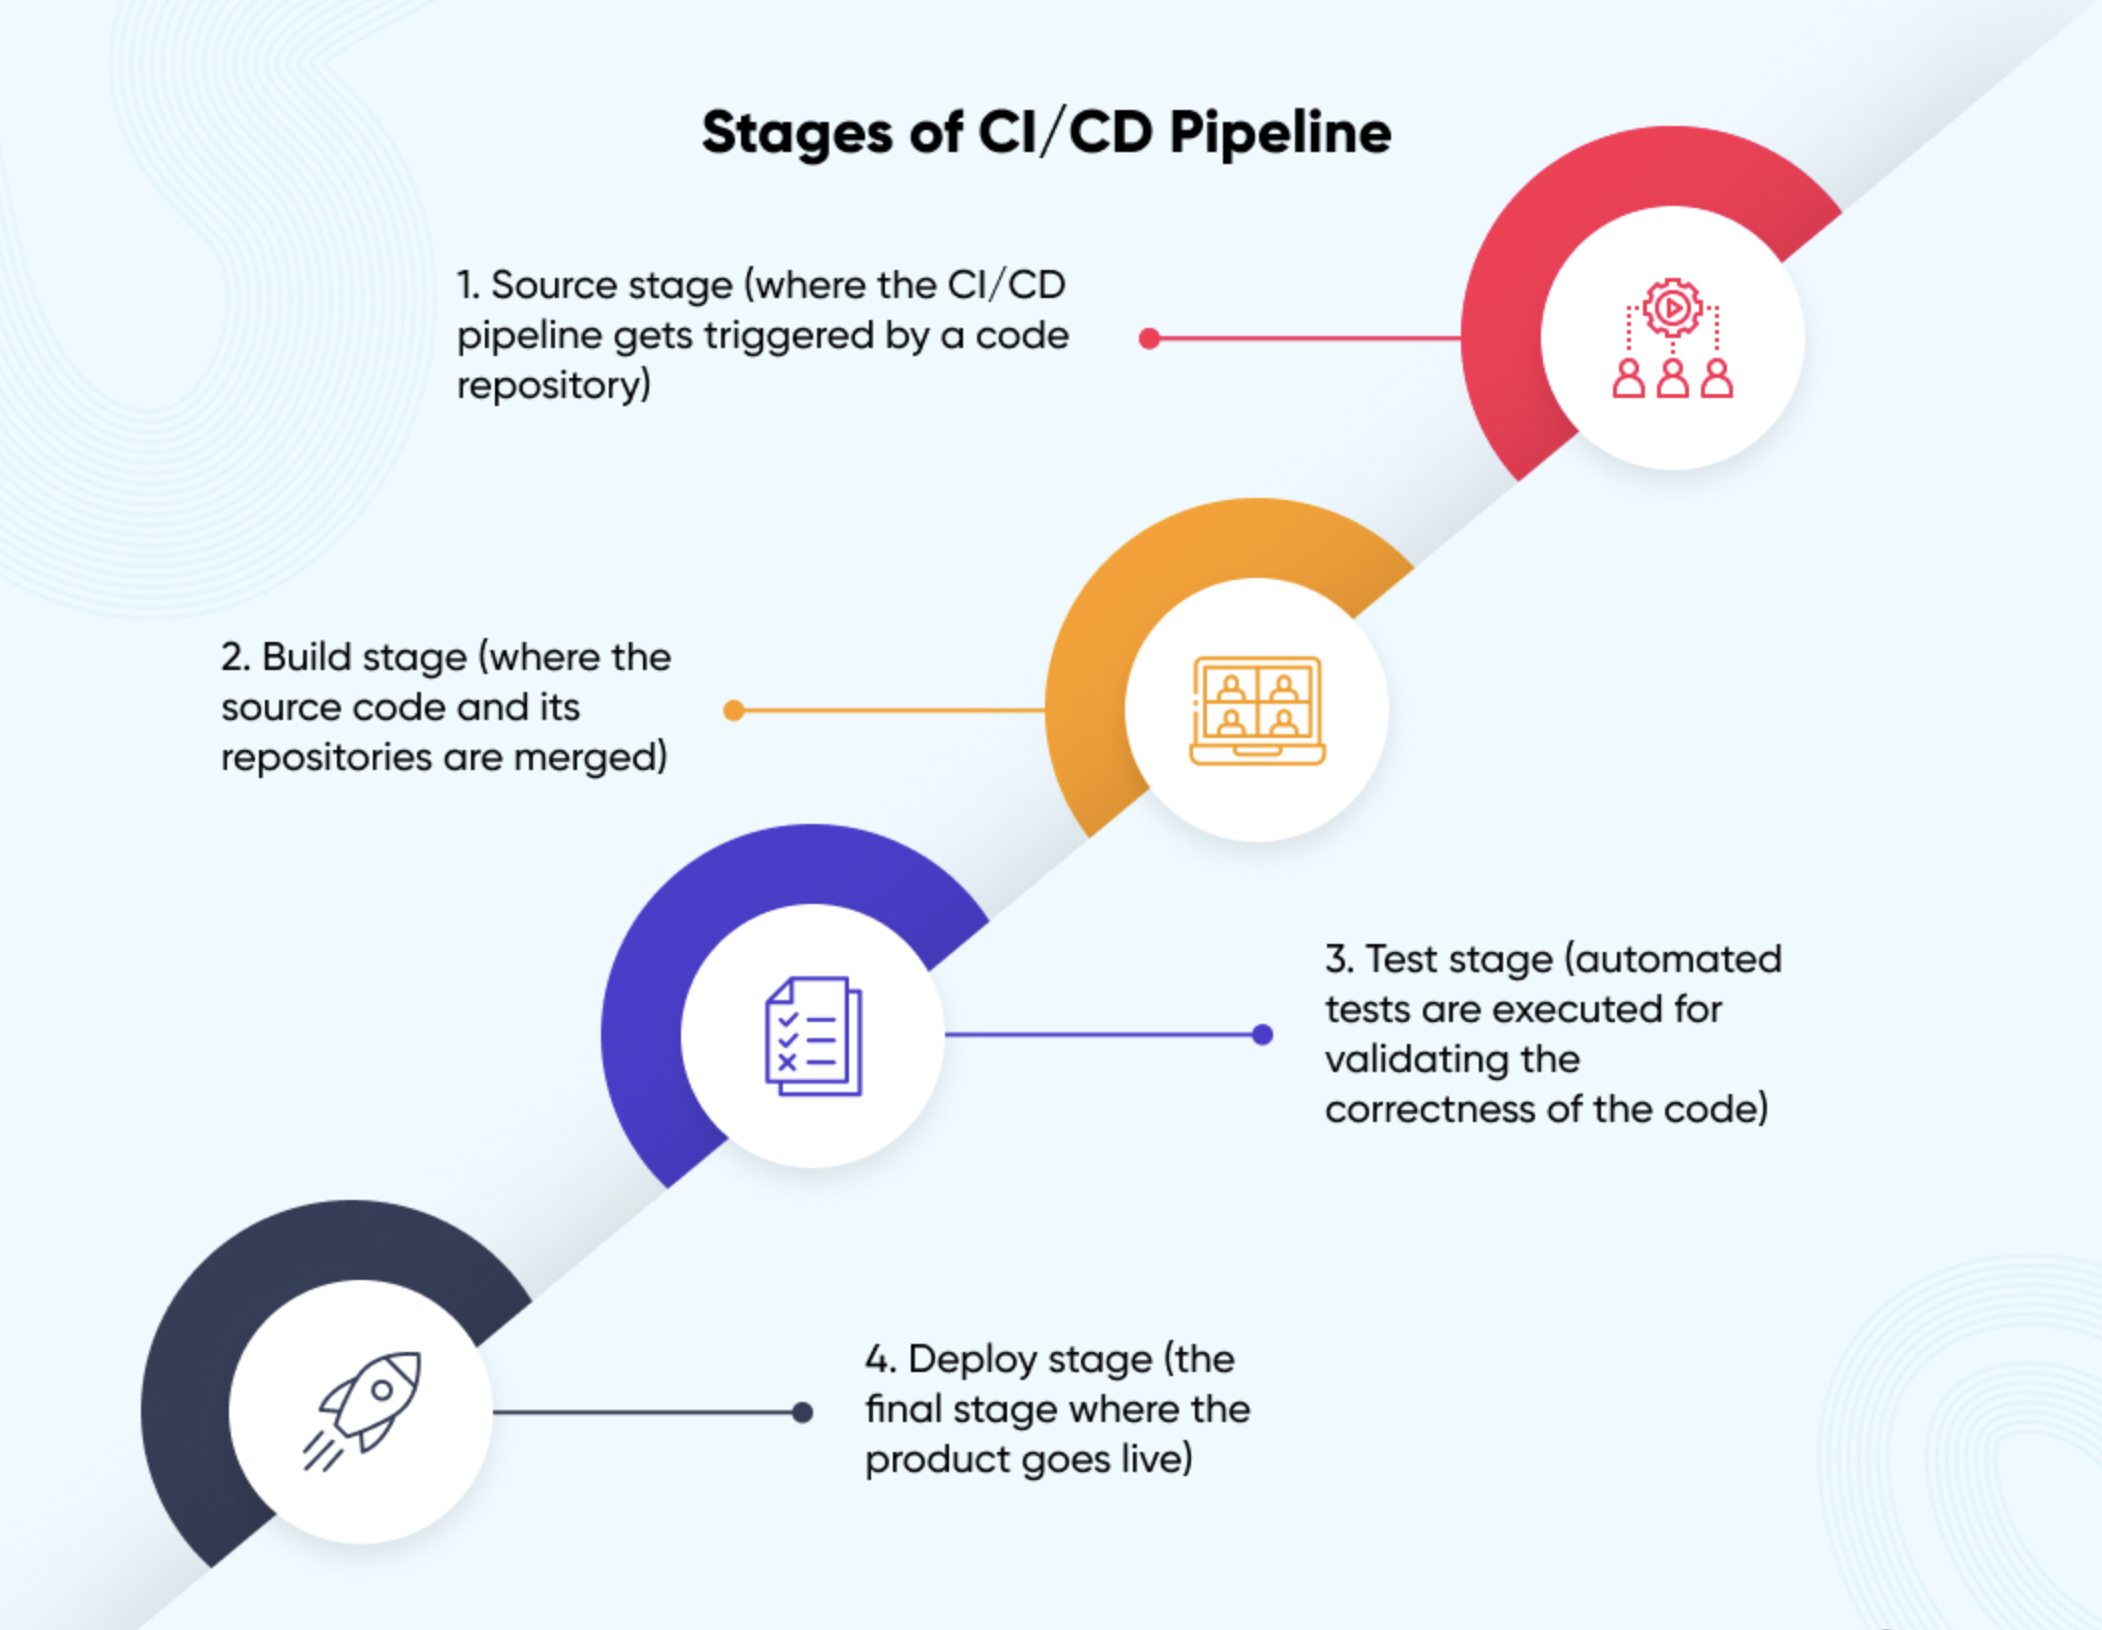 Stages of CI/CD Pipeline
1. Source stage (where the CI/CD
pipeline gets triggered by a code
repository)
2. Build stage (where the
source code and its
repositories are merged)
3. Test stage (automated
tests are executed for
validating the
correctness of the code)
4. Deploy stage (the
final stage where the
product goes live)